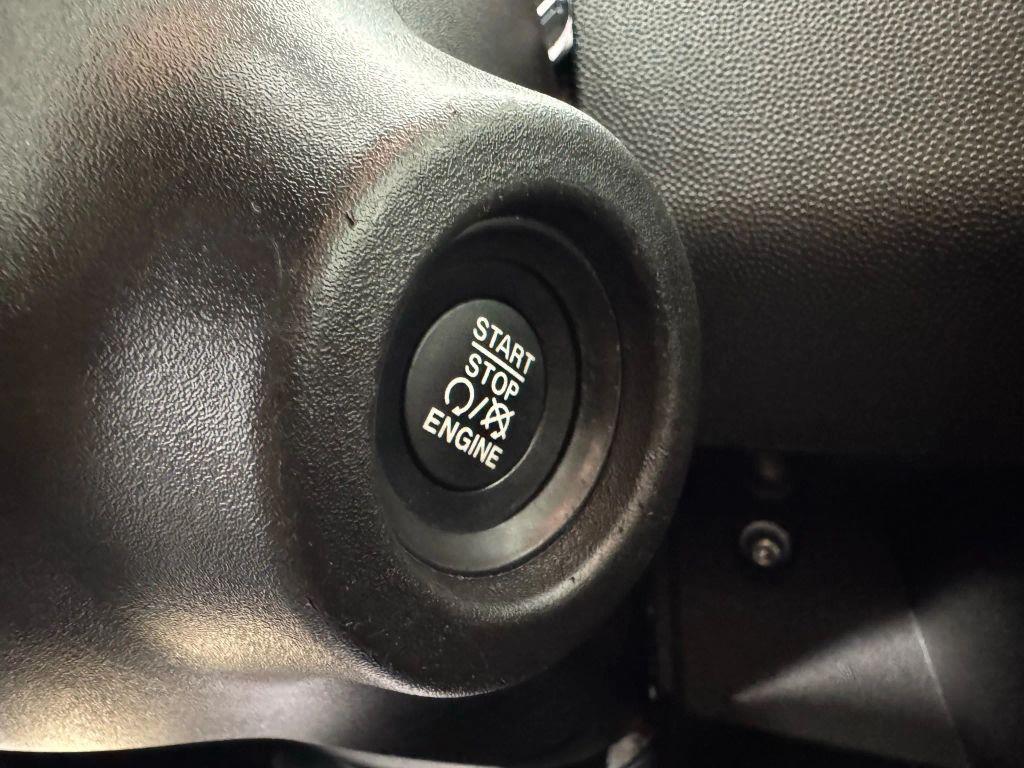 START
STOP
/
ENGINE